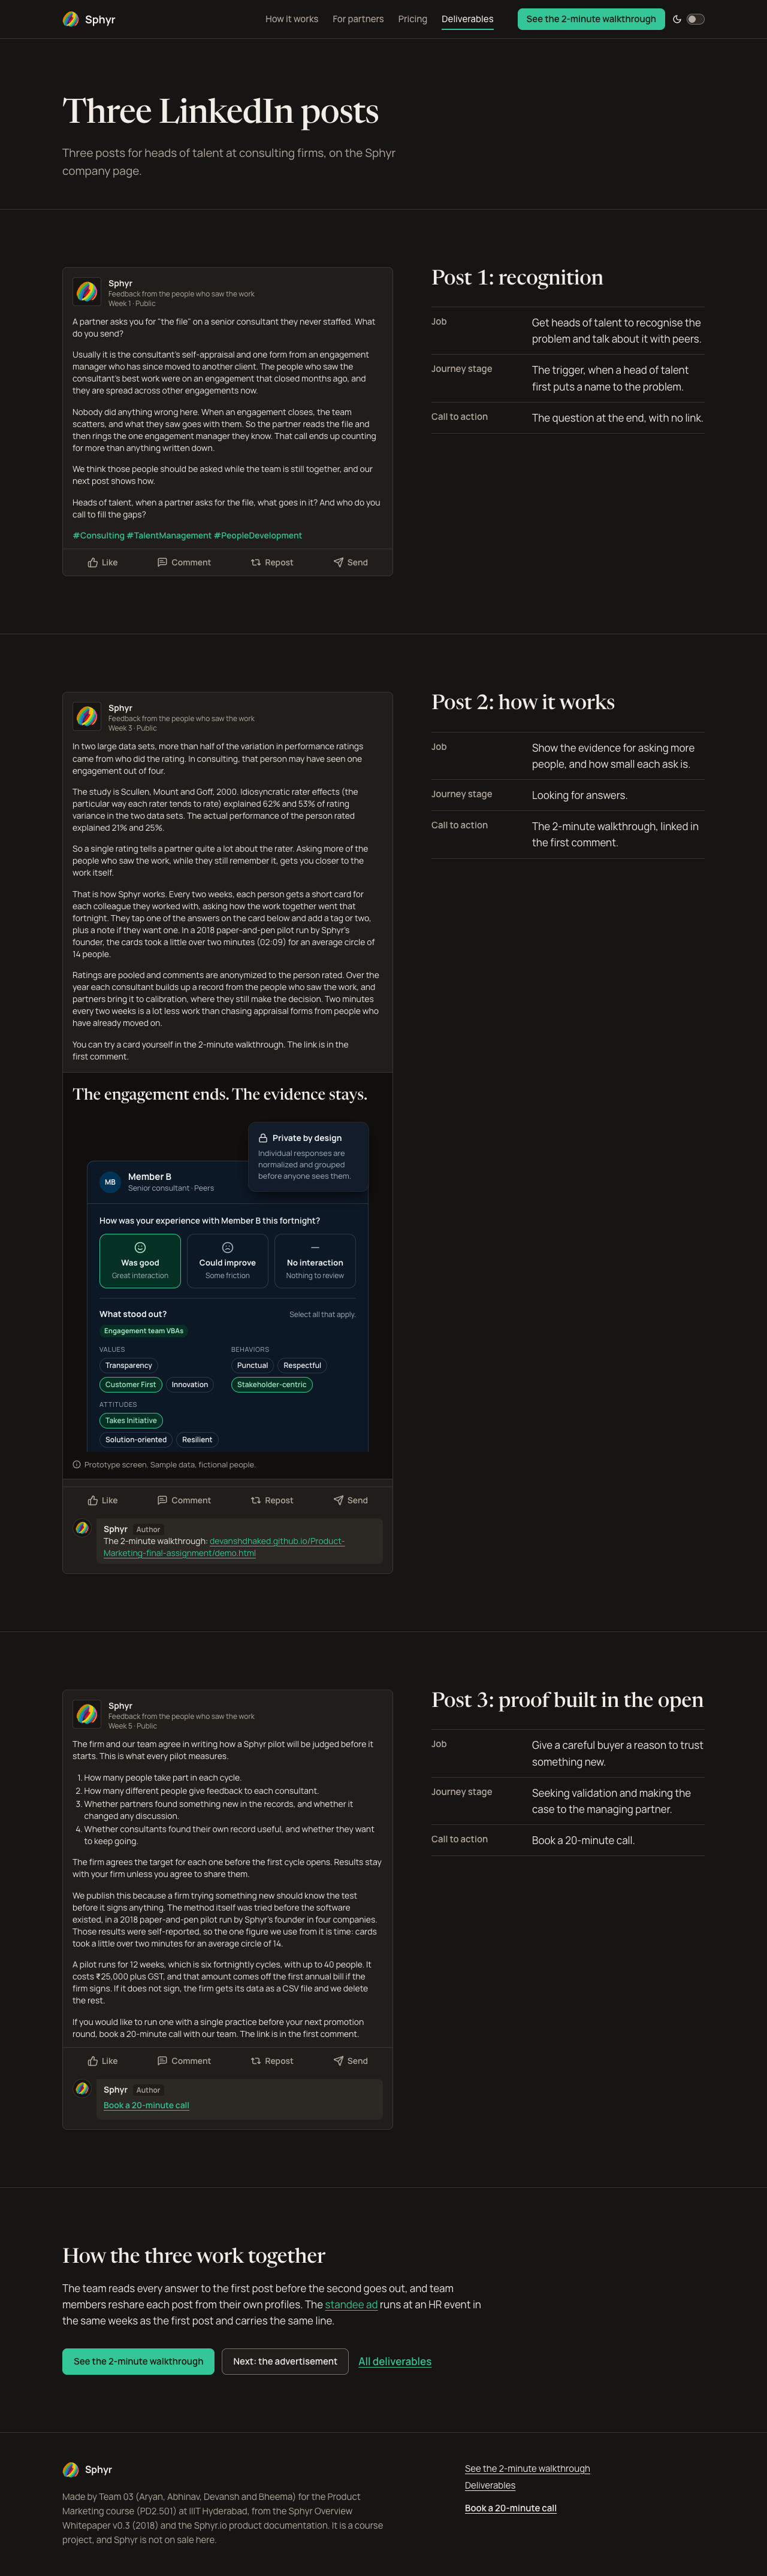 Sphyr
How it works
For partners
Pricing
Deliverables
See the 2-minute walkthrough
Three LinkedIn posts
Three posts for heads of talent at consulting firms, on the Sphyr
company page.
Sphyr
Feedback from the people who saw the work
Week 1 · Public
A partner asks you for "the file" on a senior consultant they never staffed. What
do you send?
Usually it is the consultant's self-appraisal and one form from an engagement
manager who has since moved to another client. The people who saw the
consultant's best work were on an engagement that closed months ago, and
they are spread across other engagements now.
Nobody did anything wrong here. When an engagement closes, the team
scatters, and what they saw goes with them. So the partner reads the file and
then rings the one engagement manager they know. That call ends up counting
for more than anything written down.
We think those people should be asked while the team is still together, and our
next post shows how.
Heads of talent, when a partner asks for the file, what goes in it? And who do you
call to fill the gaps?
#Consulting #TalentManagement #PeopleDevelopment
Like
Comment
Repost
Send
Post 1: recognition
Job
Get heads of talent to recognise the
problem and talk about it with peers.
Journey stage
The trigger, when a head of talent
first puts a name to the problem.
Call to action
The question at the end, with no link.
Sphyr
Feedback from the people who saw the work
Week 3 · Public
In two large data sets, more than half of the variation in performance ratings
came from who did the rating. In consulting, that person may have seen one
engagement out of four.
The study is Scullen, Mount and Goff, 2000. Idiosyncratic rater effects (the
particular way each rater tends to rate) explained 62% and 53% of rating
variance in the two data sets. The actual performance of the person rated
explained 21% and 25%.
So a single rating tells a partner quite a lot about the rater. Asking more of the
people who saw the work, while they still remember it, gets you closer to the
work itself.
That is how Sphyr works. Every two weeks, each person gets a short card for
each colleague they worked with, asking how the work together went that
fortnight. They tap one of the answers on the card below and add a tag or two,
plus a note if they want one. In a 2018 paper-and-pen pilot run by Sphyr's
founder, the cards took a little over two minutes (02:09) for an average circle of
14 people.
Ratings are pooled and comments are anonymized to the person rated. Over the
year each consultant builds up a record from the people who saw the work, and
partners bring it to calibration, where they still make the decision. Two minutes
every two weeks is a lot less work than chasing appraisal forms from people who
have already moved on.
You can try a card yourself in the 2-minute walkthrough. The link is in the
first comment.
The engagement ends. The evidence stays.
Private by design
Individual responses are
normalized and grouped
before anyone sees them.
MB
Member B
Senior consultant · Peers
How was your experience with Member B this fortnight?
Was good
Great interaction
Could improve
Some friction
No interaction
Nothing to review
What stood out?
Select all that apply.
Engagement team VBAs
VALUES
Transparency
Customer First
Innovation
BEHAVIORS
Punctual
Respectful
Stakeholder-centric
ATTITUDES
Takes Initiative
Solution-oriented
Resilient
Prototype screen. Sample data, fictional people.
Like
Comment
Repost
Send
Sphyr
Author
The 2-minute walkthrough: devanshdhaked.github.io/Product-
Marketing-final-assignment/demo.html
Post 2: how it works
Job
Show the evidence for asking more
people, and how small each ask is.
Journey stage
Looking for answers.
Call to action
The 2-minute walkthrough, linked in
the first comment.
Sphyr
Feedback from the people who saw the work
Week 5 · Public
The firm and our team agree in writing how a Sphyr pilot will be judged before it
starts. This is what every pilot measures.
1. How many people take part in each cycle.
2. How many different people give feedback to each consultant.
3. Whether partners found something new in the records, and whether it
changed any discussion.
4. Whether consultants found their own record useful, and whether they want
to keep going.
The firm agrees the target for each one before the first cycle opens. Results stay
with your firm unless you agree to share them.
We publish this because a firm trying something new should know the test
before it signs anything. The method itself was tried before the software
existed, in a 2018 paper-and-pen pilot run by Sphyr's founder in four companies.
Those results were self-reported, so the one figure we use from it is time: cards
took a little over two minutes for an average circle of 14.
A pilot runs for 12 weeks, which is six fortnightly cycles, with up to 40 people. It
costs ₹25,000 plus GST, and that amount comes off the first annual bill if the
firm signs. If it does not sign, the firm gets its data as a CSV file and we delete
the rest.
If you would like to run one with a single practice before your next promotion
round, book a 20-minute call with our team. The link is in the first comment.
Like
Comment
Repost
Send
Sphyr
Author
Book a 20-minute call
Post 3: proof built in the open
Job
Give a careful buyer a reason to trust
something new.
Journey stage
Seeking validation and making the
case to the managing partner.
Call to action
Book a 20-minute call.
How the three work together
The team reads every answer to the first post before the second goes out, and team
members reshare each post from their own profiles. The standee ad runs at an HR event in
the same weeks as the first post and carries the same line.
See the 2-minute walkthrough
Next: the advertisement
All deliverables
Sphyr
Made by Team 03 (Aryan, Abhinav, Devansh and Bheema) for the Product
Marketing course (PD2.501) at IIIT Hyderabad, from the Sphyr Overview
Whitepaper v0.3 (2018) and the Sphyr.io product documentation. It is a course
project, and Sphyr is not on sale here.
See the 2-minute walkthrough
Deliverables
Book a 20-minute call